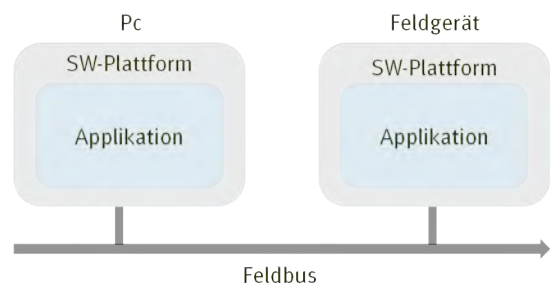 Pc
SW-Plattform
Applikation
Feldgerät
SW-Plattform
Applikation
Feldbus